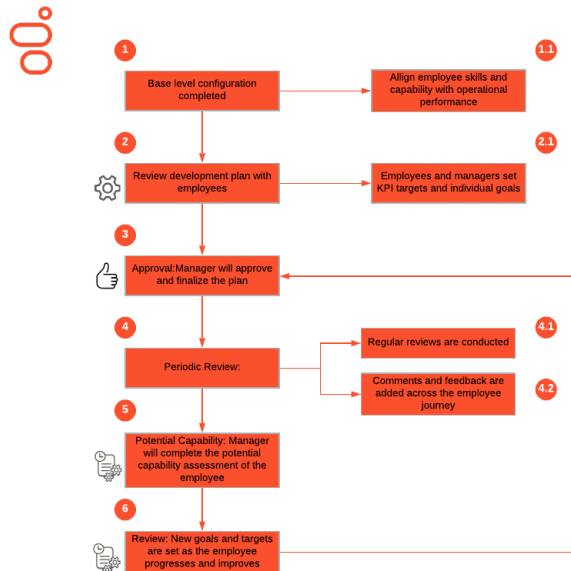 1
1.1
Base level configuration
completed
Allign employee skills and
capability with operational
performance
2
2.1
Review development plan with
employees
Employees and managers set
KPI targets and individual goals
3
Approval:Manager will approve
and finalize the plan
4
4.1
Regular reviews are conducted
Periodic Review:
4.2
Comments and feedback are
added across the employee
journey
5
Potential Capability: Manager
will complete the potential
capability assessment of the
employee
6
Review: New goals and targets
are set as the employee
progresses and improves